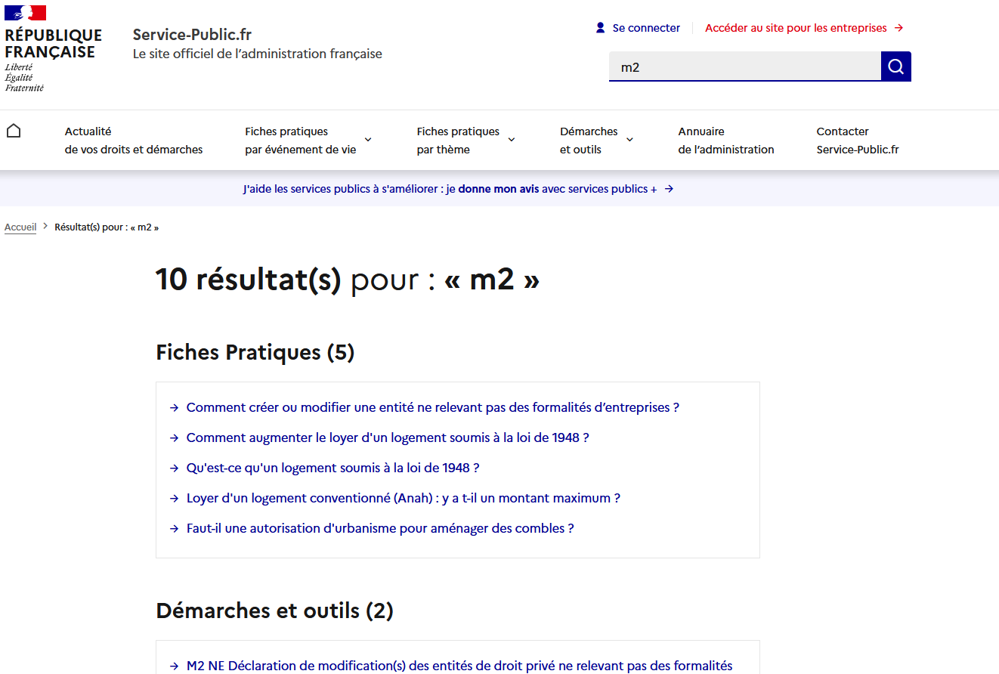 RÉPUBLIQUE
FRANÇAISE
Liberté
Égalité
Fraternité
Service-Public.fr
Le site officiel de l’administration française
Se connecter
Accéder au site pour les entreprises
m2
Actualité
de vos droits et démarches
Fiches pratiques
par événement de vie
Fiches pratiques
par thème
Démarches
et outils
Annuaire
de l’administration
Contacter
Service-Public.fr
J'aide les services publics à s'améliorer : je donne mon avis avec services publics +
Accueil
Résultat(s) pour : « m2 »
10 résultat(s) pour : « m2 »
Fiches Pratiques (5)
Comment créer ou modifier une entité ne relevant pas des formalités d’entreprises ?
Comment augmenter le loyer d'un logement soumis à la loi de 1948 ?
Qu'est-ce qu'un logement soumis à la loi de 1948 ?
Loyer d'un logement conventionné (Anah) : y a t-il un montant maximum ?
Faut-il une autorisation d'urbanisme pour aménager des combles ?
Démarches et outils (2)
M2 NE Déclaration de modification(s) des entités de droit privé ne relevant pas des formalités